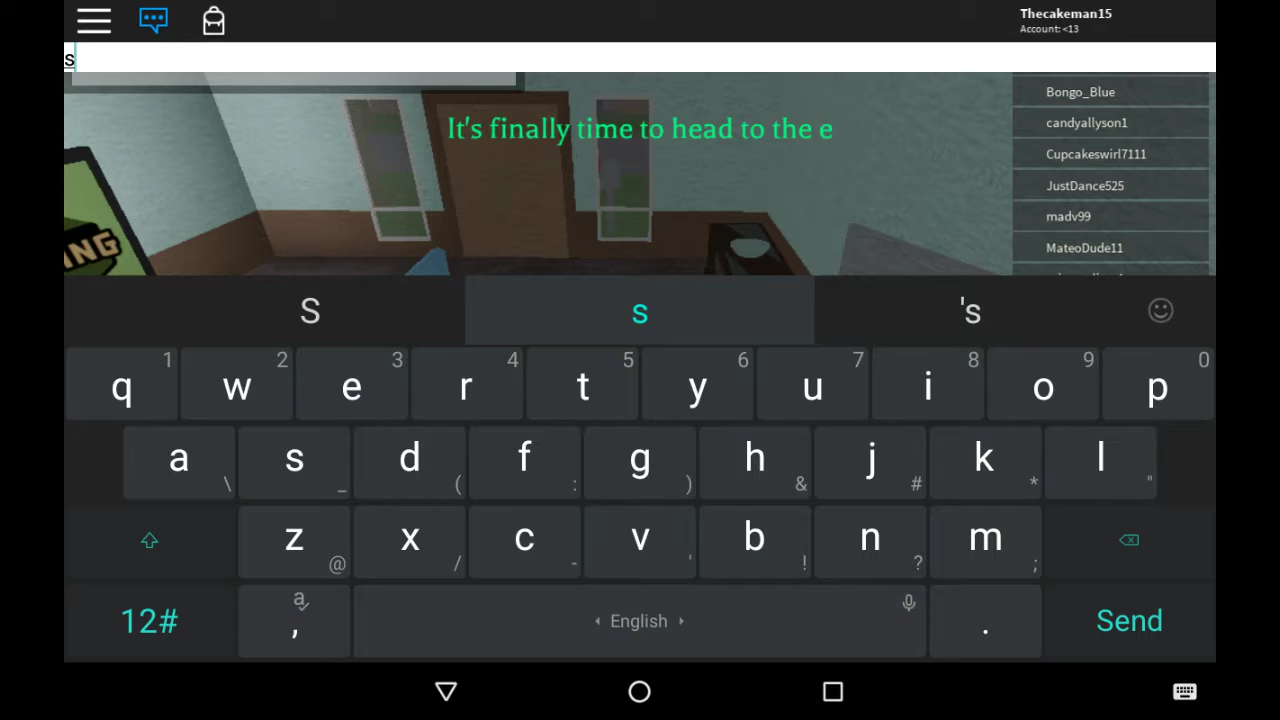 Thecakeman15
Account: <13
s
Bongo_Blue
It's finally time to head to the e
candyallyson1
Cupcakeswirl7111
JustDance525
madv99
MateoDude11
ING
S s 's
1 2 3 4 5 6 7 8 9 0
q w e r t y u i o p
a s d f g h j k l
\ _ ( : ) & # * "
z x c v b n m
@ / - ' ! ? ;
12# a , English . Send